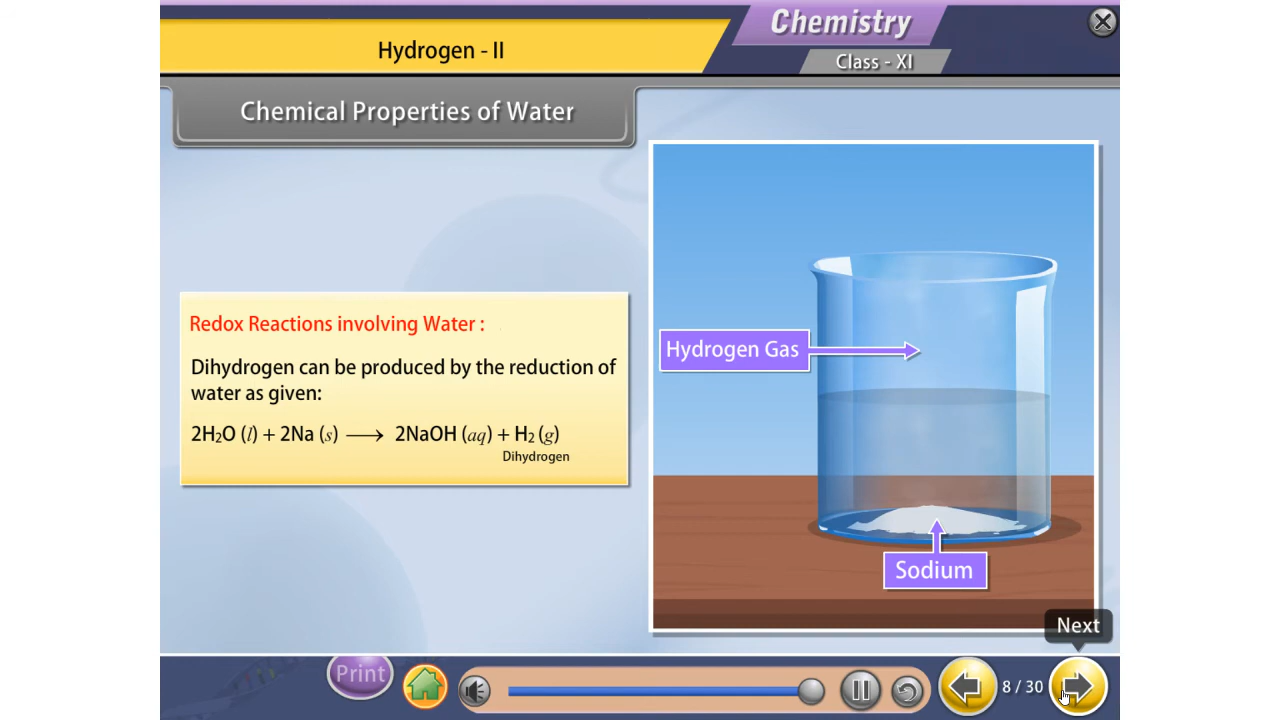 Chemistry
Hydrogen - II
Class - XI
Chemical Properties of Water
Redox Reactions involving Water :
Dihydrogen can be produced by the reduction of
water as given:
2H₂O (l) + 2Na (s) ⟶ 2NaOH (aq) + H₂ (g)
Dihydrogen
Hydrogen Gas
Sodium
Next
Print
8 / 30